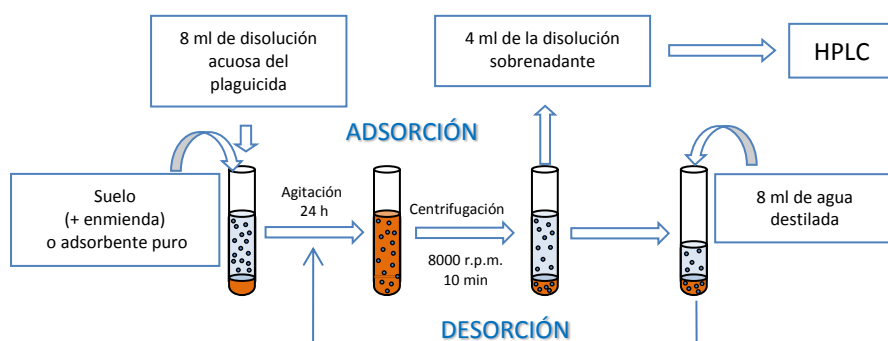 8 ml de disolución
acuosa del
plaguicida
4 ml de la disolución
sobrenadante
HPLC
ADSORCIÓN
Suelo
(+ enmienda)
o adsorbente puro
Agitación
24 h
Centrifugación
8000 r.p.m.
10 min
8 ml de agua
destilada
DESORCIÓN